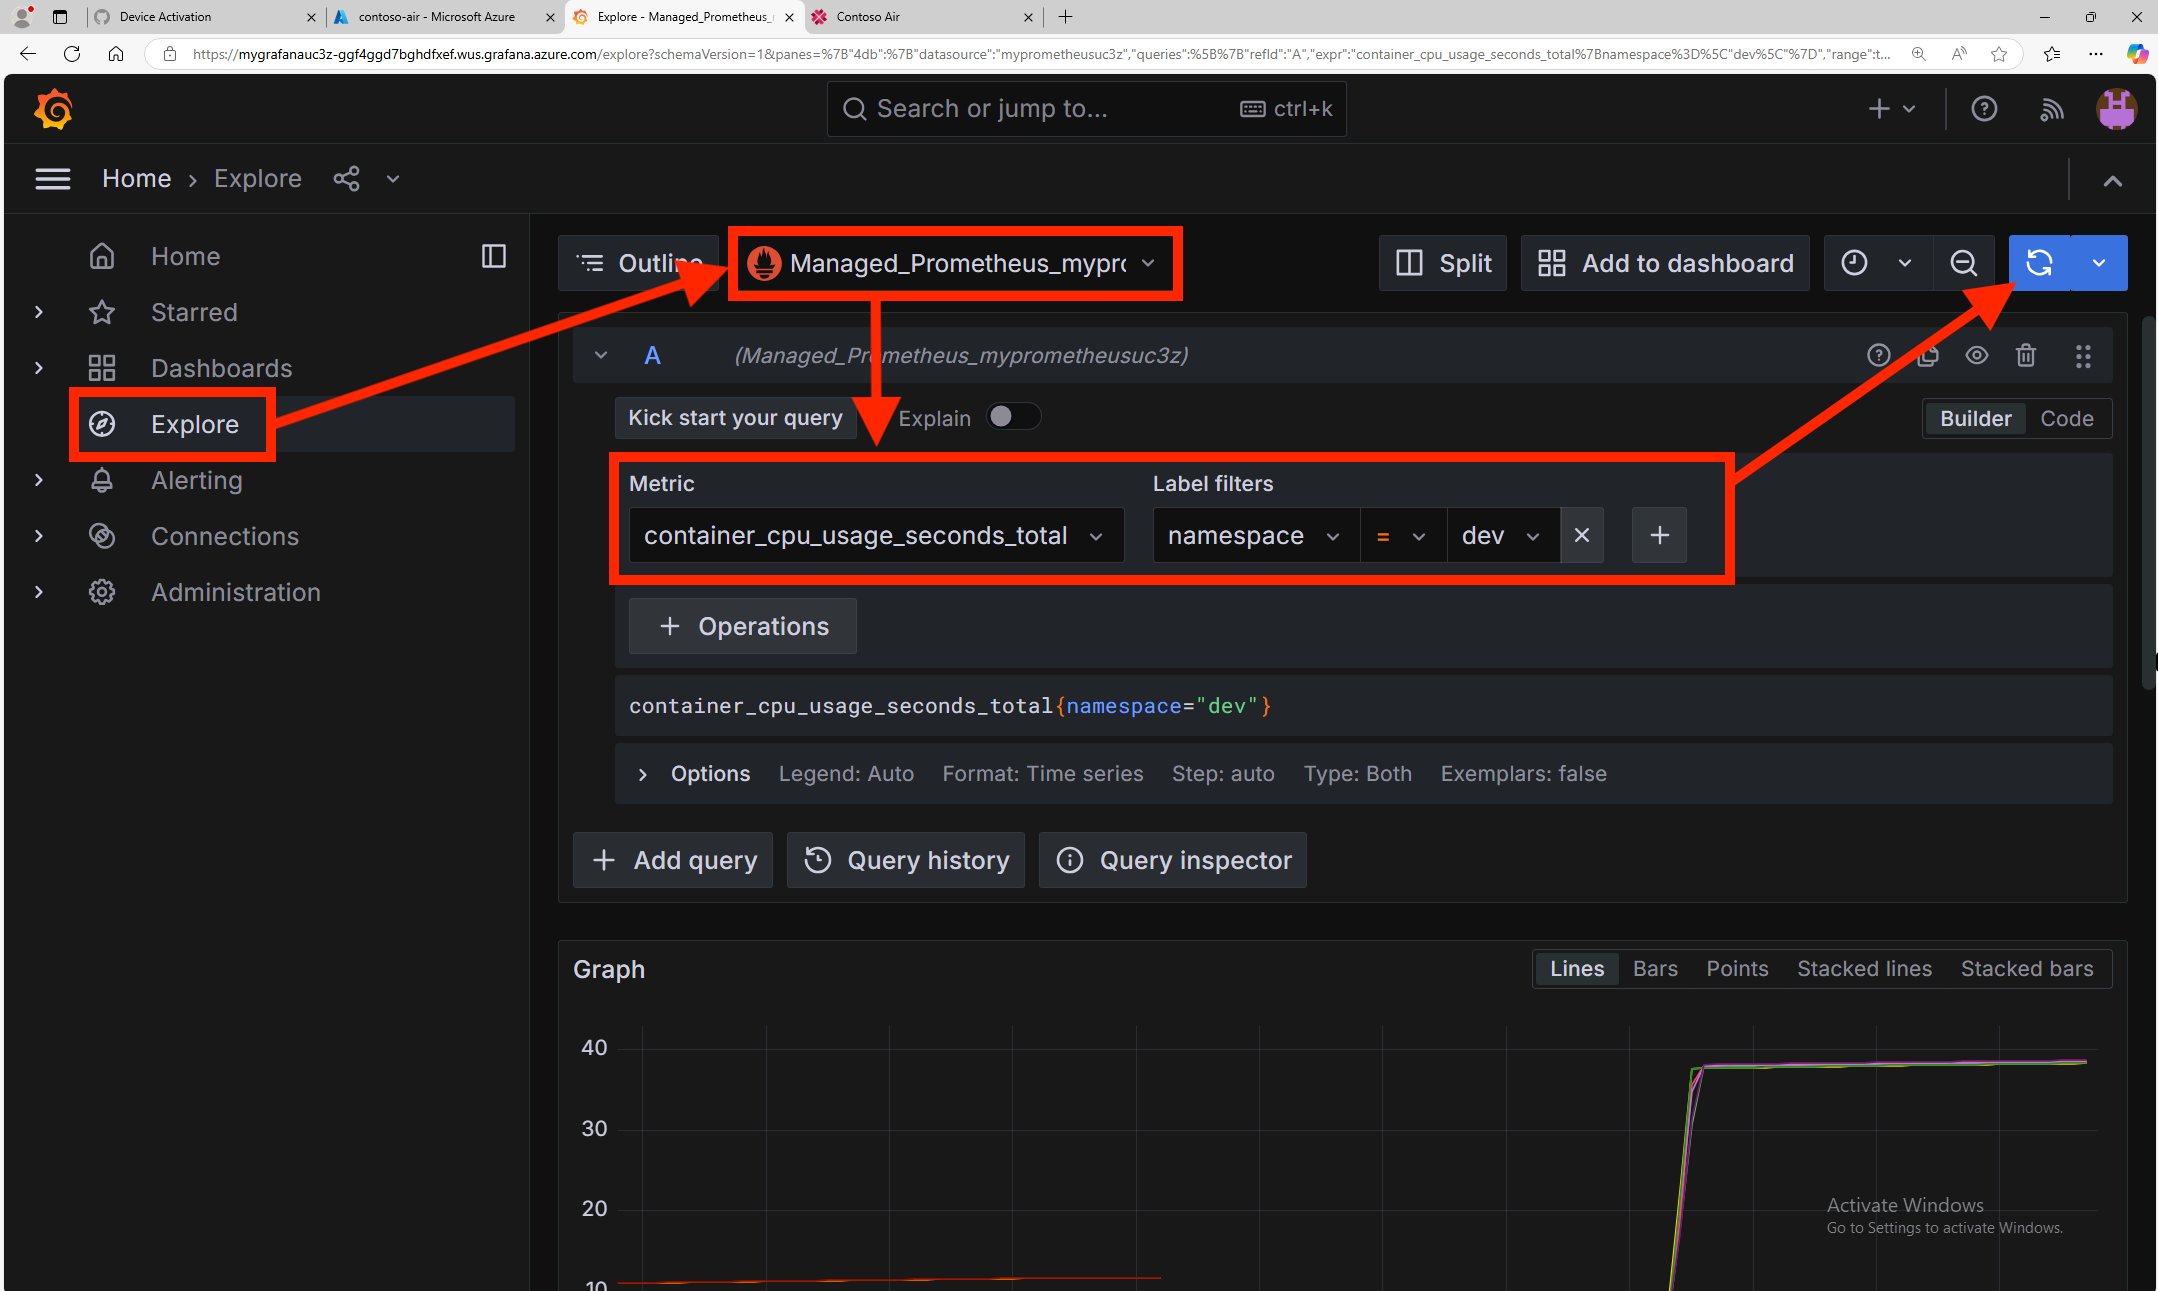 Device Activation
contoso-air - Microsoft Azure
Explore - Managed_Prometheus_
Contoso Air
https://mygrafanauc3z-ggf4ggd7bghdfxef.wus.grafana.azure.com/explore?schemaVersion=1&panes=%7B"4db":%7B"datasource":"myprometheusuc3z","queries":%5B%7B"refId":"A","expr":"container_cpu_usage_seconds_total%7Bnamespace%3D%5C"dev%5C"%7D","range":t...
Search or jump to... ctrl+k
Home > Explore
Home
Starred
Dashboards
Explore
Alerting
Connections
Administration
Outline Managed_Prometheus_mypro Split Add to dashboard
A (Managed_Prometheus_myprometheusuc3z)
Kick start your query Explain Builder Code
Metric Label filters
container_cpu_usage_seconds_total namespace = dev
+ Operations
container_cpu_usage_seconds_total{namespace="dev"}
Options Legend: Auto Format: Time series Step: auto Type: Both Exemplars: false
+ Add query Query history Query inspector
Graph Lines Bars Points Stacked lines Stacked bars
40
30
20
10
Activate Windows
Go to Settings to activate Windows.